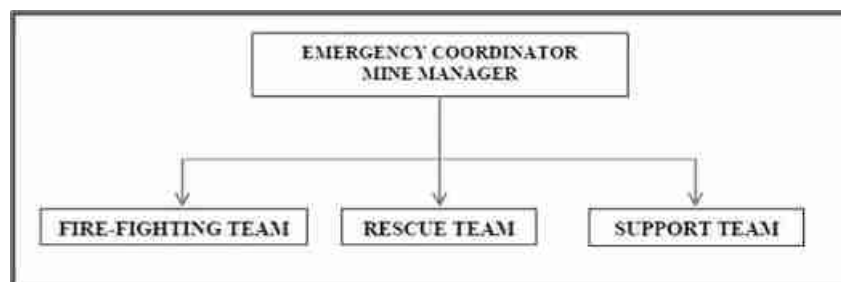 EMERGENCY COORDINATOR
MINE MANAGER
FIRE-FIGHTING TEAM
RESCUE TEAM
SUPPORT TEAM